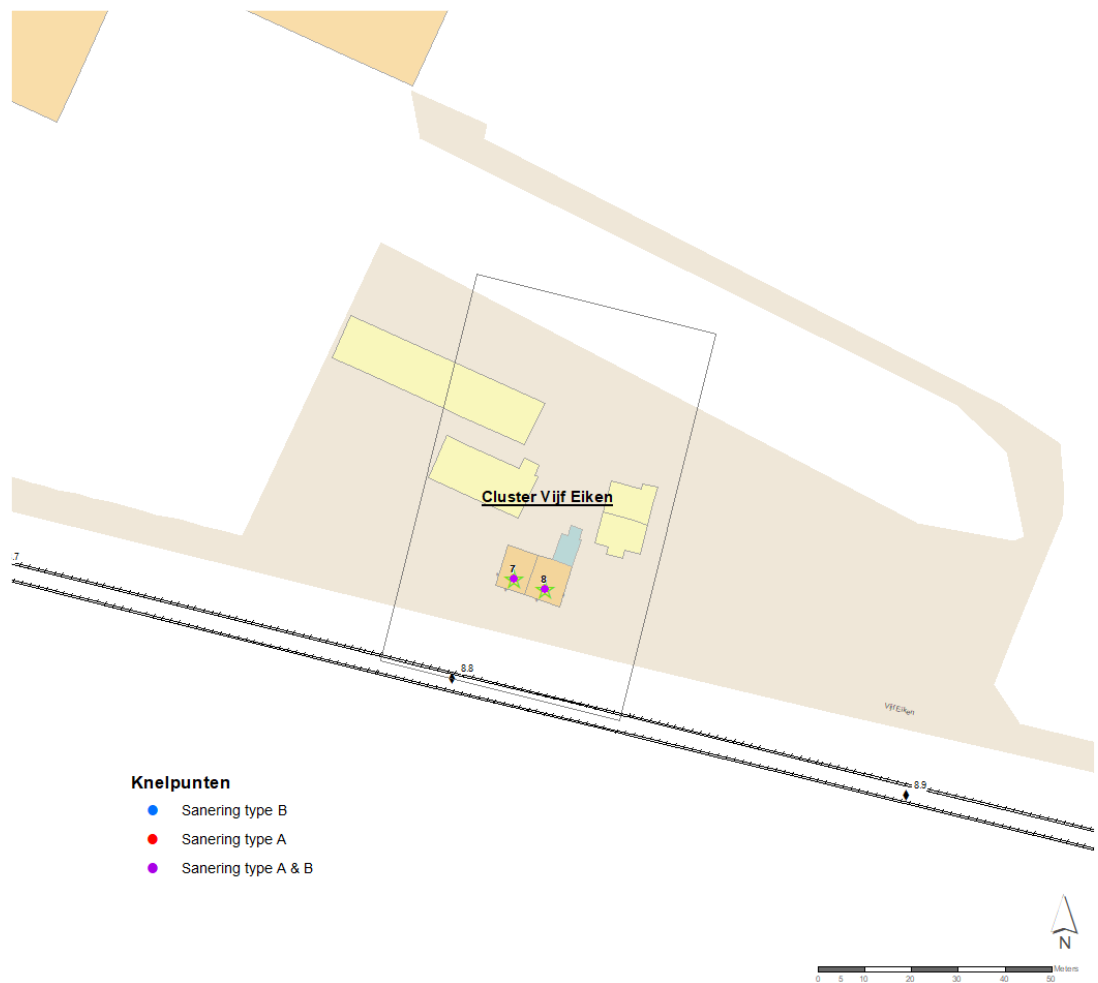 Cluster Vijf Eiken
7
8
.7
8.8
Vijf Eiken
8.9
Knelpunten
Sanering type B
Sanering type A
Sanering type A & B
N
Meters
0 5 10 20 30 40 50